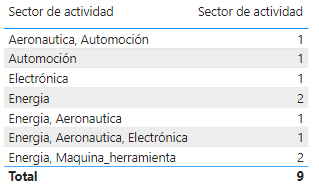 Sector de actividad Sector de actividad
Aeronautica, Automoción 1
Automoción 1
Electrónica 1
Energia 2
Energia, Aeronautica 1
Energia, Aeronautica, Electrónica 1
Energia, Maquina_herramienta 2
Total 9